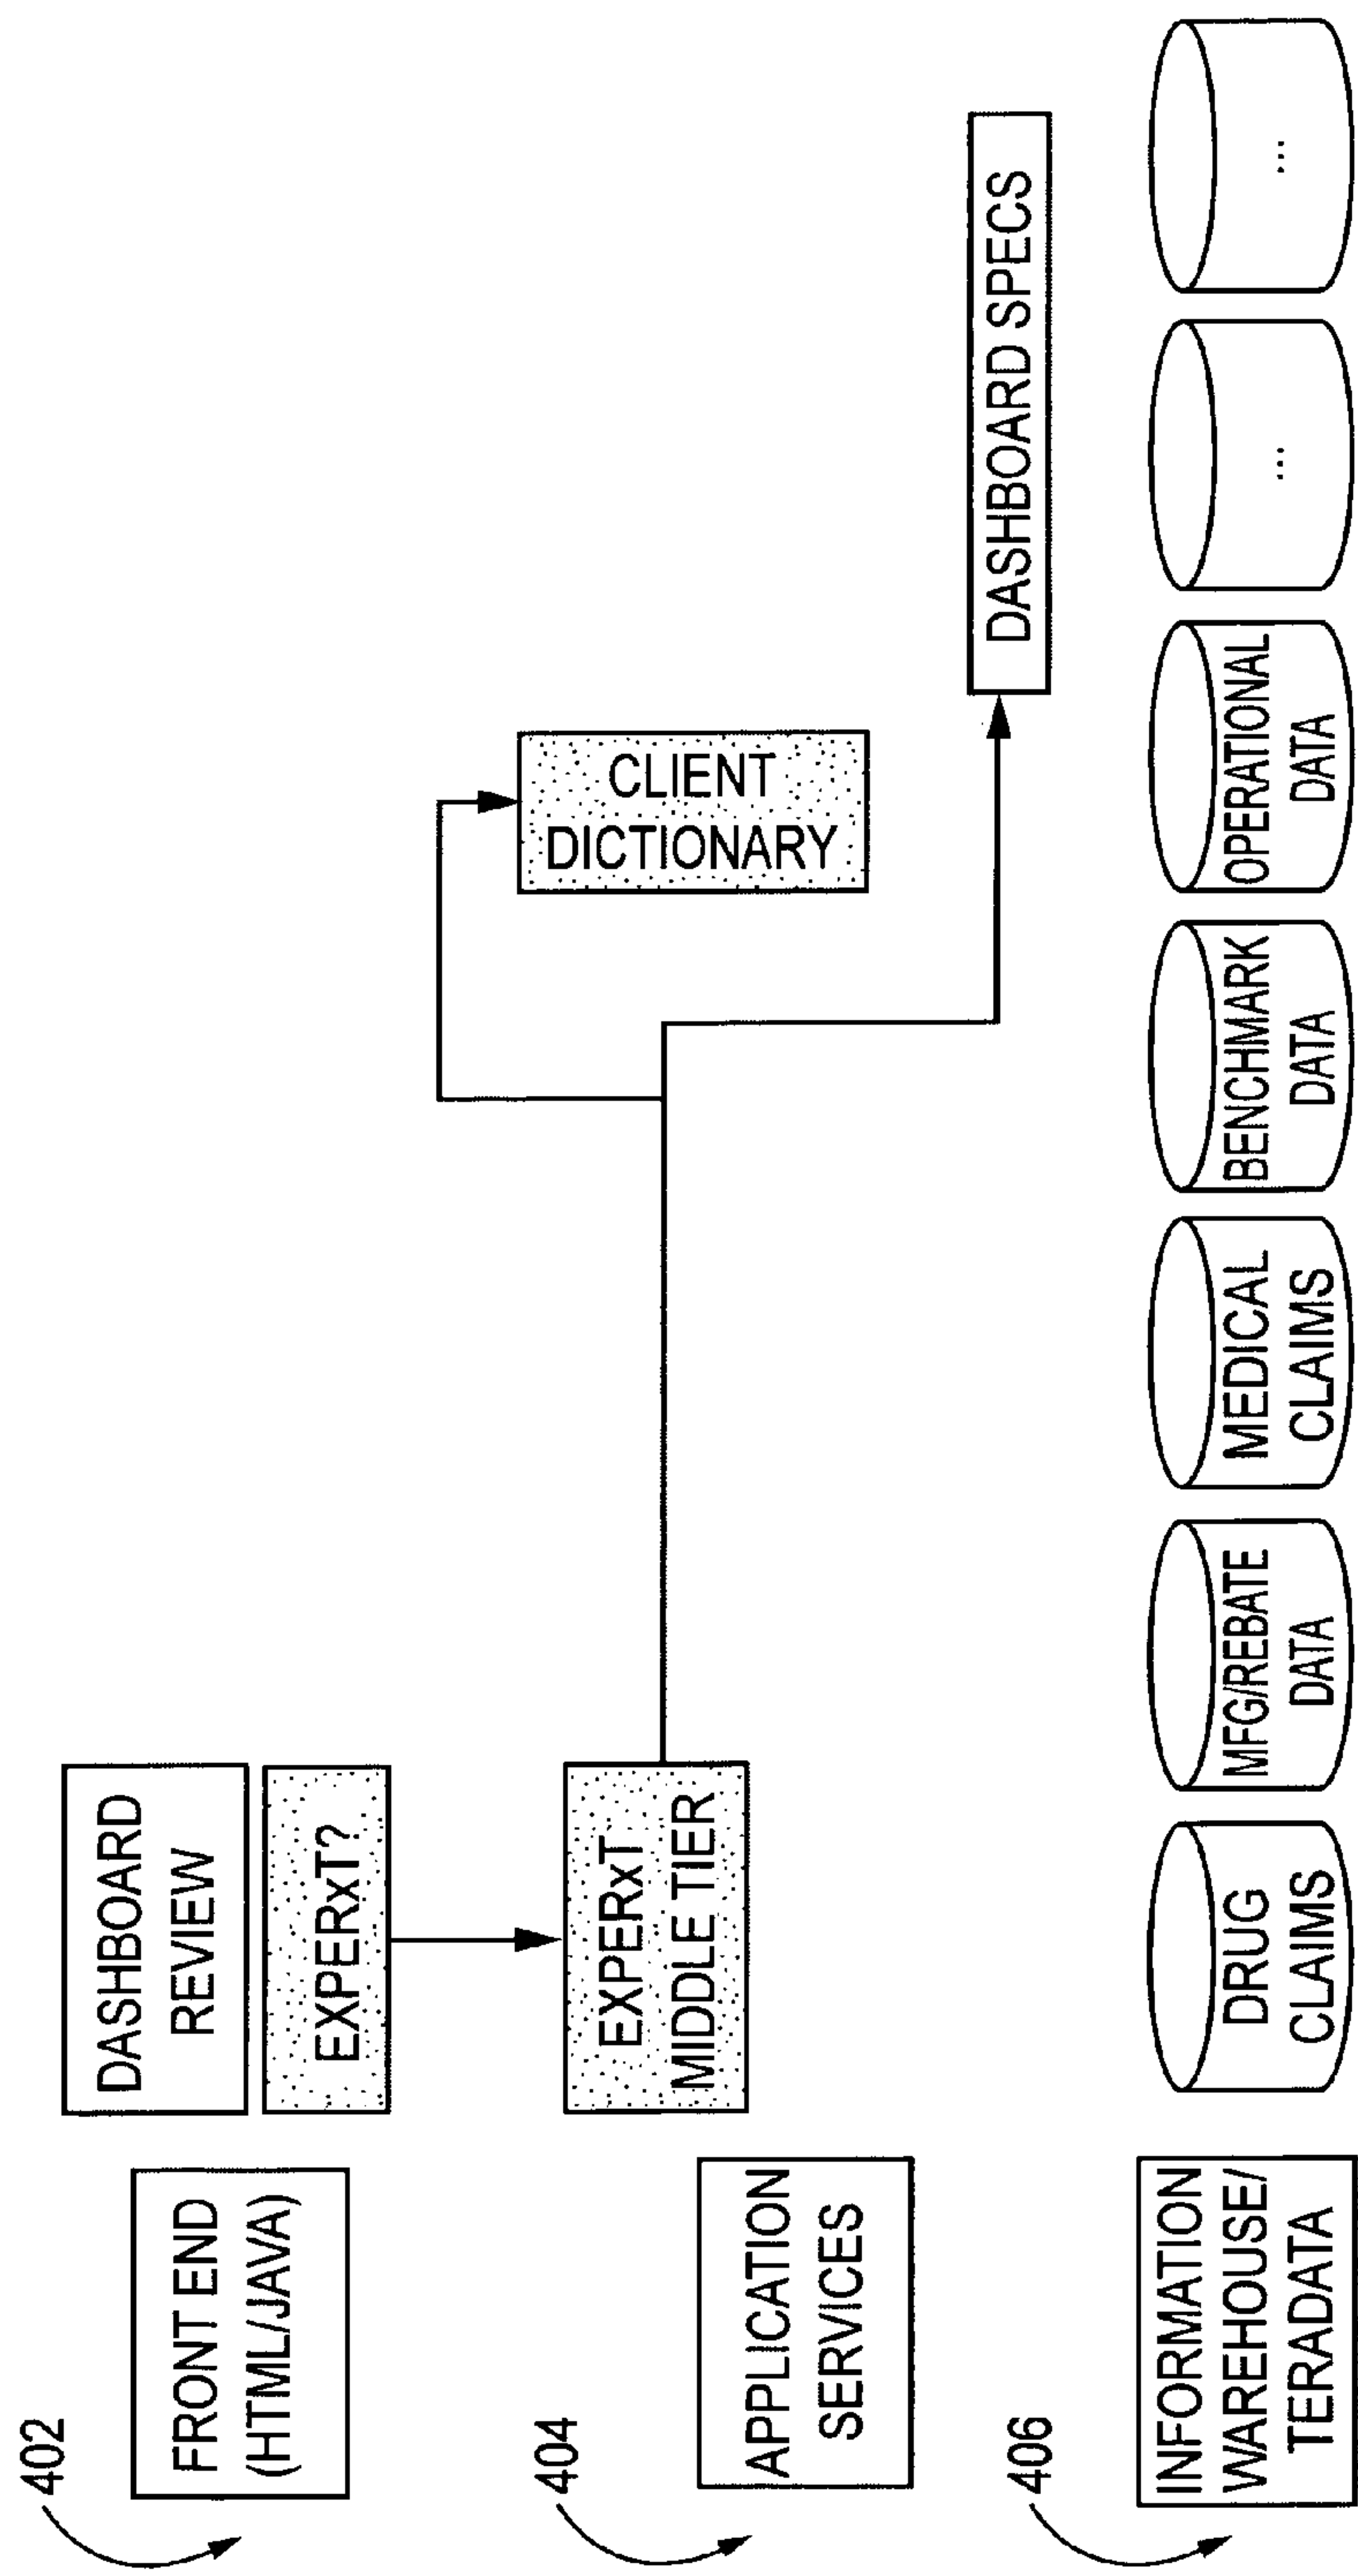 402
FRONT END
(HTML/JAVA)
DASHBOARD
REVIEW
EXPERxT?
404
APPLICATION
SERVICES
EXPERxT
MIDDLE TIER
CLIENT
DICTIONARY
DASHBOARD SPECS
406
INFORMATION
WAREHOUSE/
TERADATA
DRUG
CLAIMS
MFG/REBATE
DATA
MEDICAL
CLAIMS
BENCHMARK
DATA
OPERATIONAL
DATA
...
...